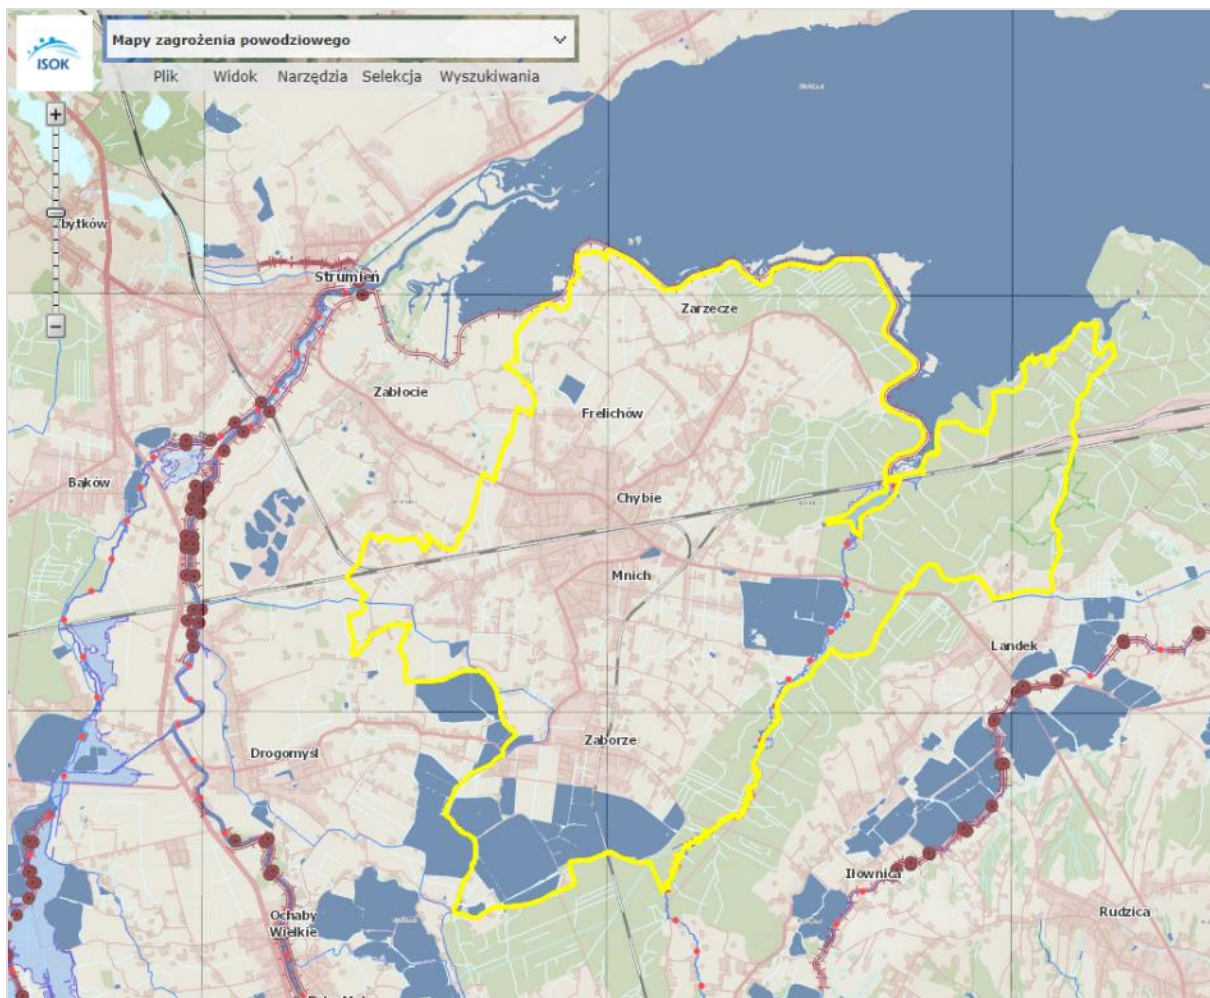 ISOK
Mapy zagrożenia powodziowego
Plik Widok Narzędzia Selekcja Wyszukiwania
+
−
bytków
Strumień
Zarzecze
Zabłocie
Frelichów
Bąków
Chybie
Mnich
Landek
Drogomyśl
Zaborze
Iłownica
Ochaby
Wielkie
Rudzica